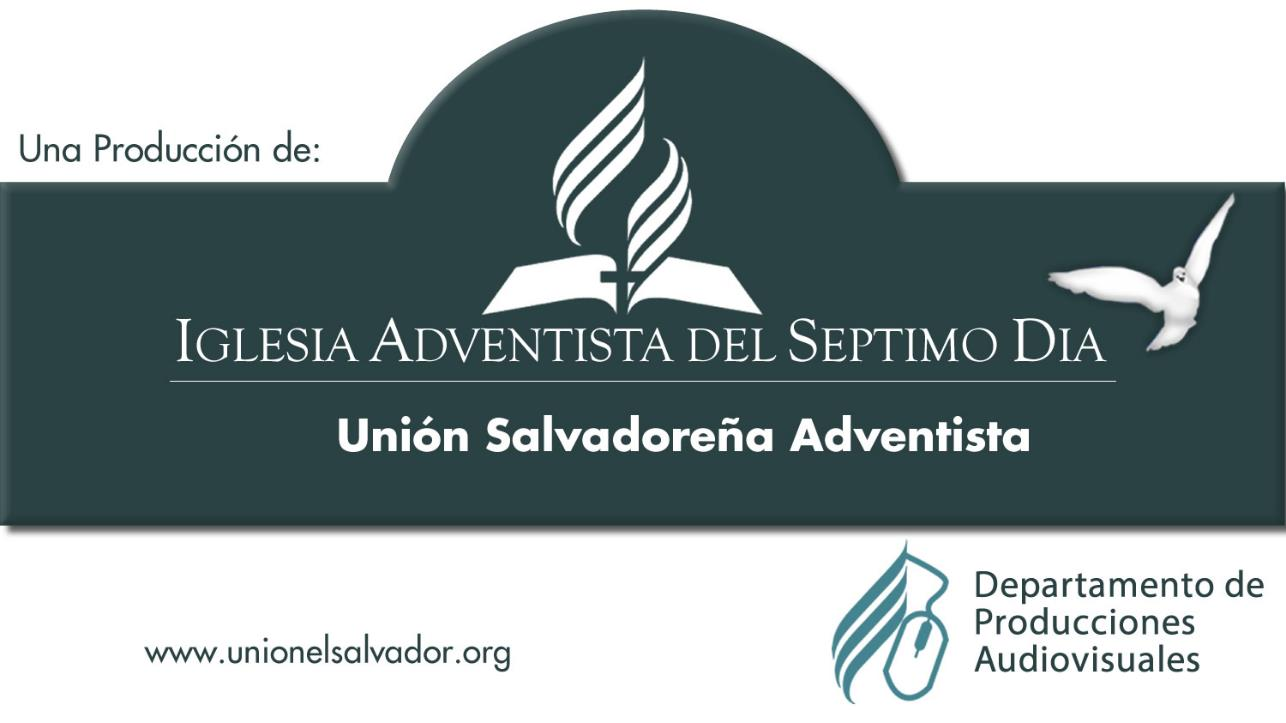 Una Producción de:
IGLESIA ADVENTISTA DEL SEPTIMO DIA
Unión Salvadoreña Adventista
www.unionelsalvador.org
Departamento de
Producciones
Audiovisuales